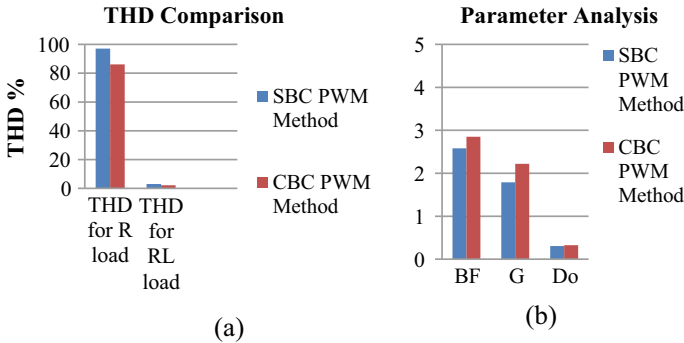 THD Comparison
THD %
100
80
60
40
20
0
THD
for R
load
THD
for
RL
load
SBC PWM
Method
CBC PWM
Method
(a)
Parameter Analysis
5
4
3
2
1
0
BF
G
Do
SBC
PWM
Method
CBC
PWM
Method
(b)